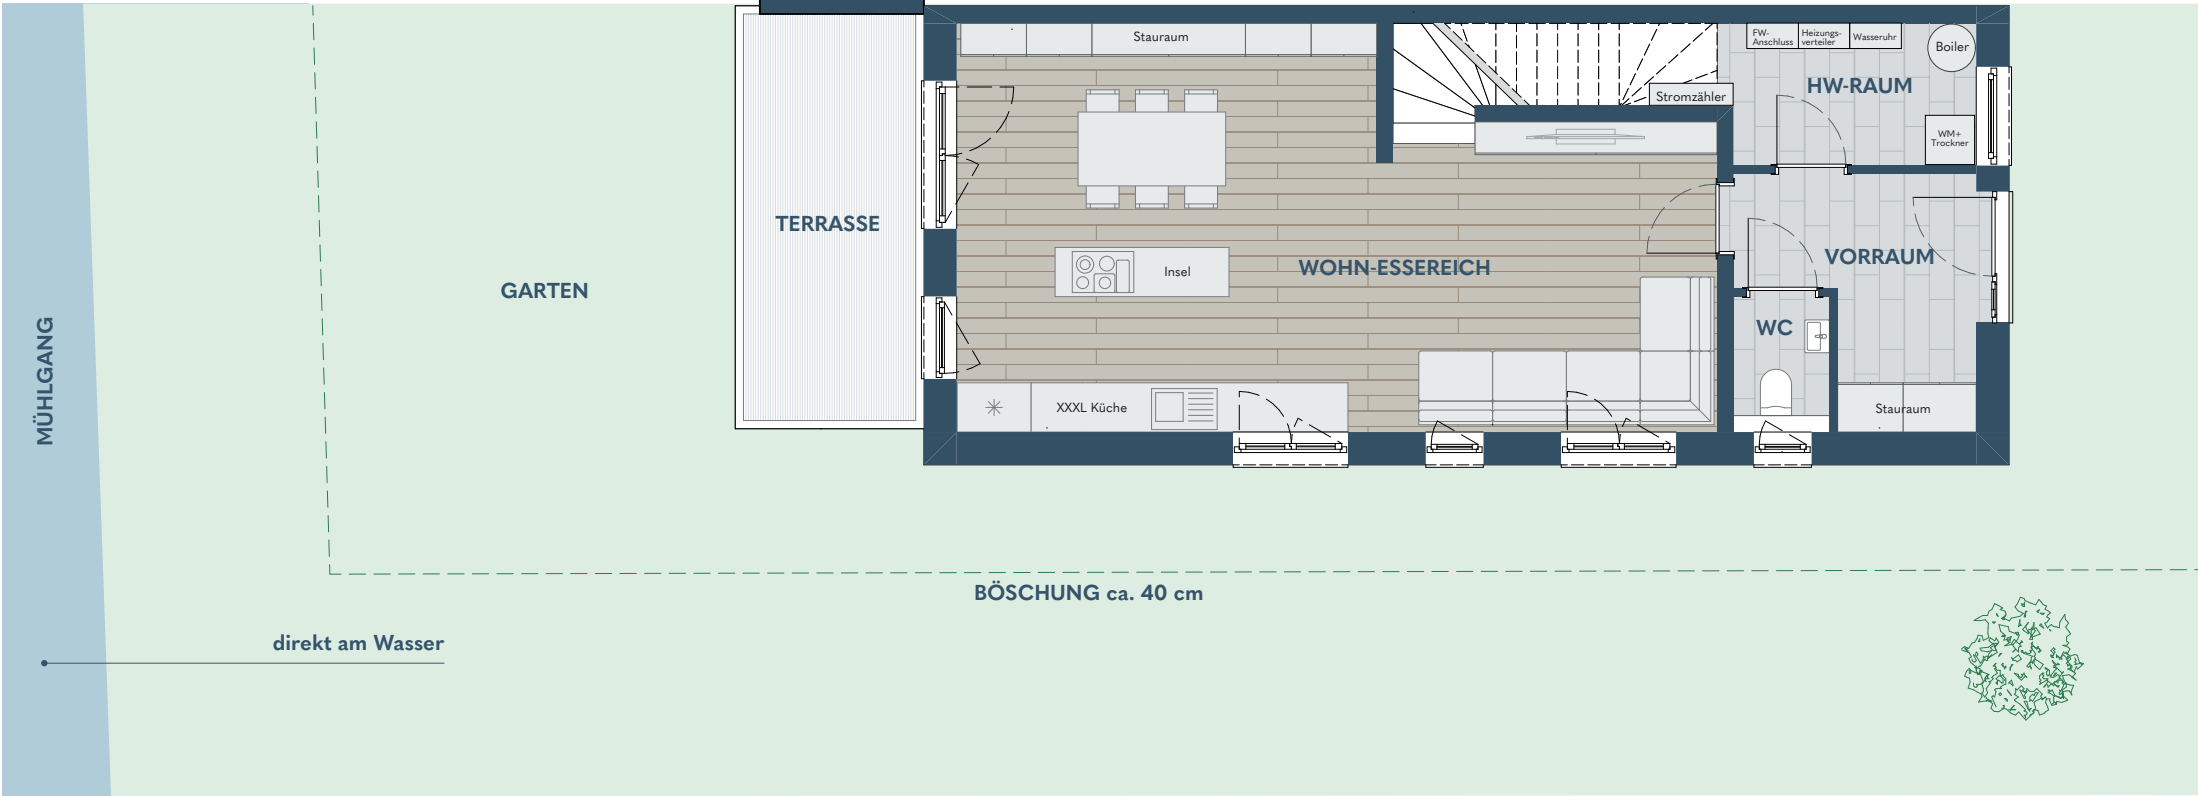 Stauraum
FW-
Anschluss
Heizungs-
verteiler
Wasseruhr
Boiler
HW-RAUM
Stromzähler
WM+
Trockner
TERRASSE
VORRAUM
WOHN-ESSEREICH
Insel
GARTEN
WC
MÜHLGANG
XXXL Küche
Stauraum
BÖSCHUNG ca. 40 cm
direkt am Wasser